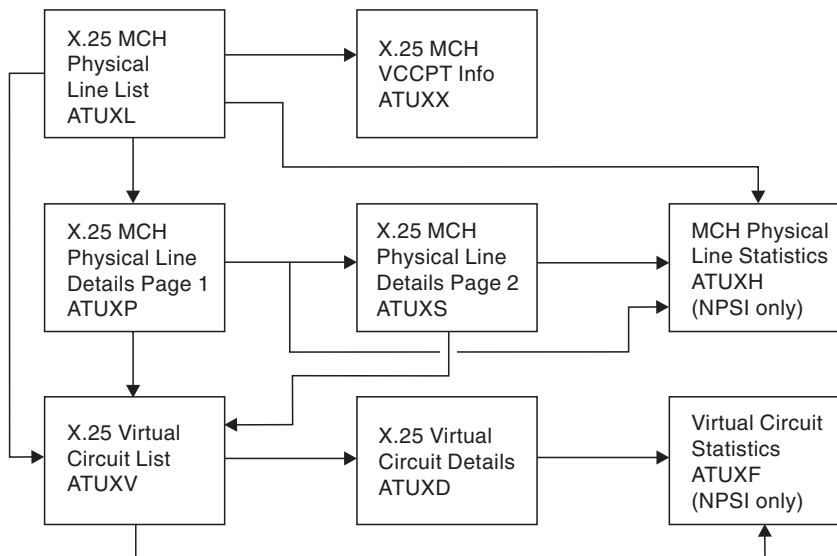 X.25 MCH
Physical
Line List
ATUXL
X.25 MCH
VCCPT Info
ATUXX
X.25 MCH
Physical Line
Details Page 1
ATUXP
X.25 MCH
Physical Line
Details Page 2
ATUXS
MCH Physical
Line Statistics
ATUXH
(NPSI only)
X.25 Virtual
Circuit List
ATUXV
X.25 Virtual
Circuit Details
ATUXD
Virtual Circuit
Statistics
ATUXF
(NPSI only)